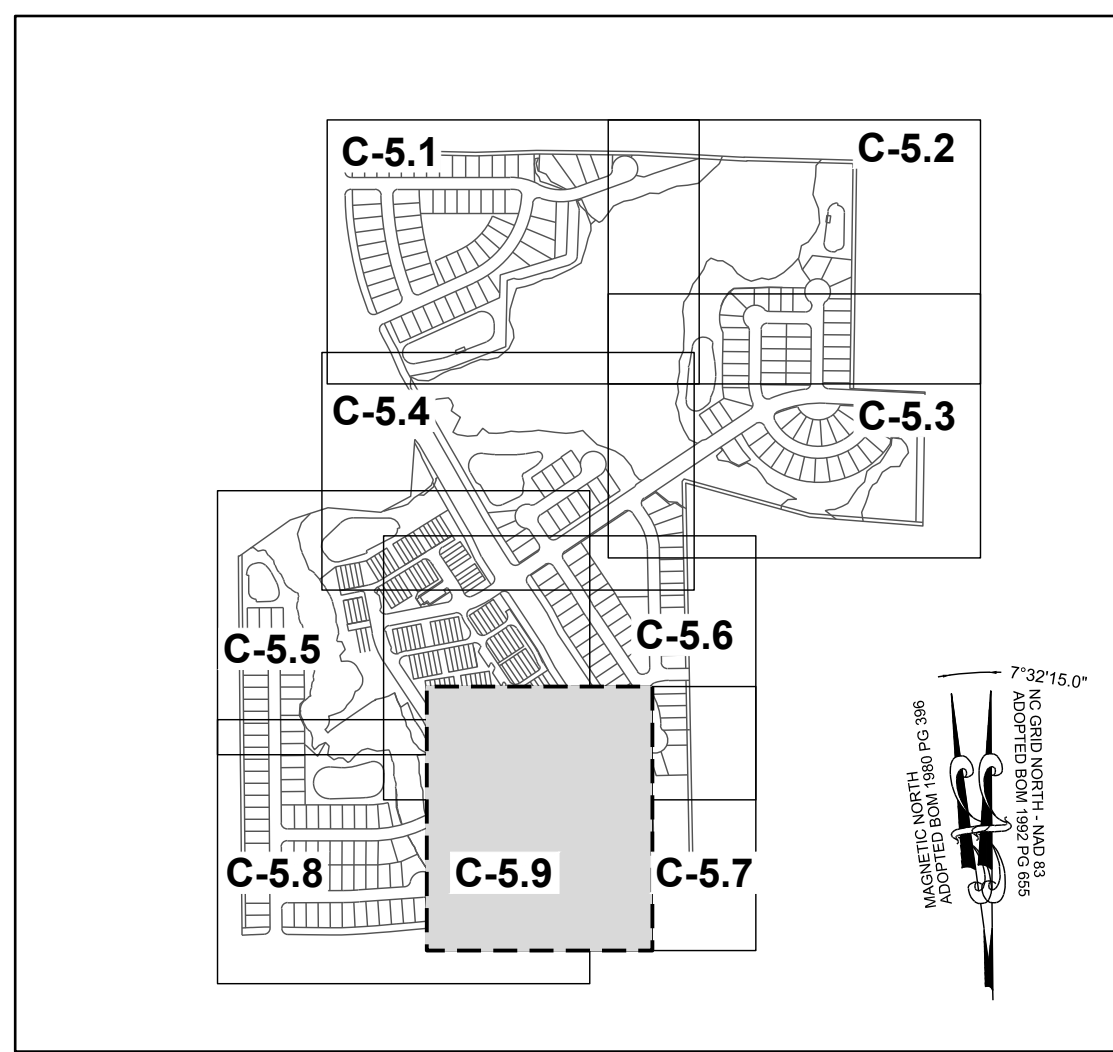 C-5.1
C-5.2
C-5.4
C-5.3
C-5.5
C-5.6
C-5.8
C-5.9
C-5.7
7°32'15.0"
MAGNETIC NORTH
ADOPTED BOM 1980 PG 396
NC GRID NORTH - NAD 83
ADOPTED BOM 1992 PG 655